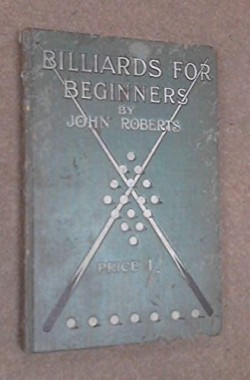 BILLIARDS FOR
BEGINNERS
BY
JOHN ROBERTS
PRICE 1